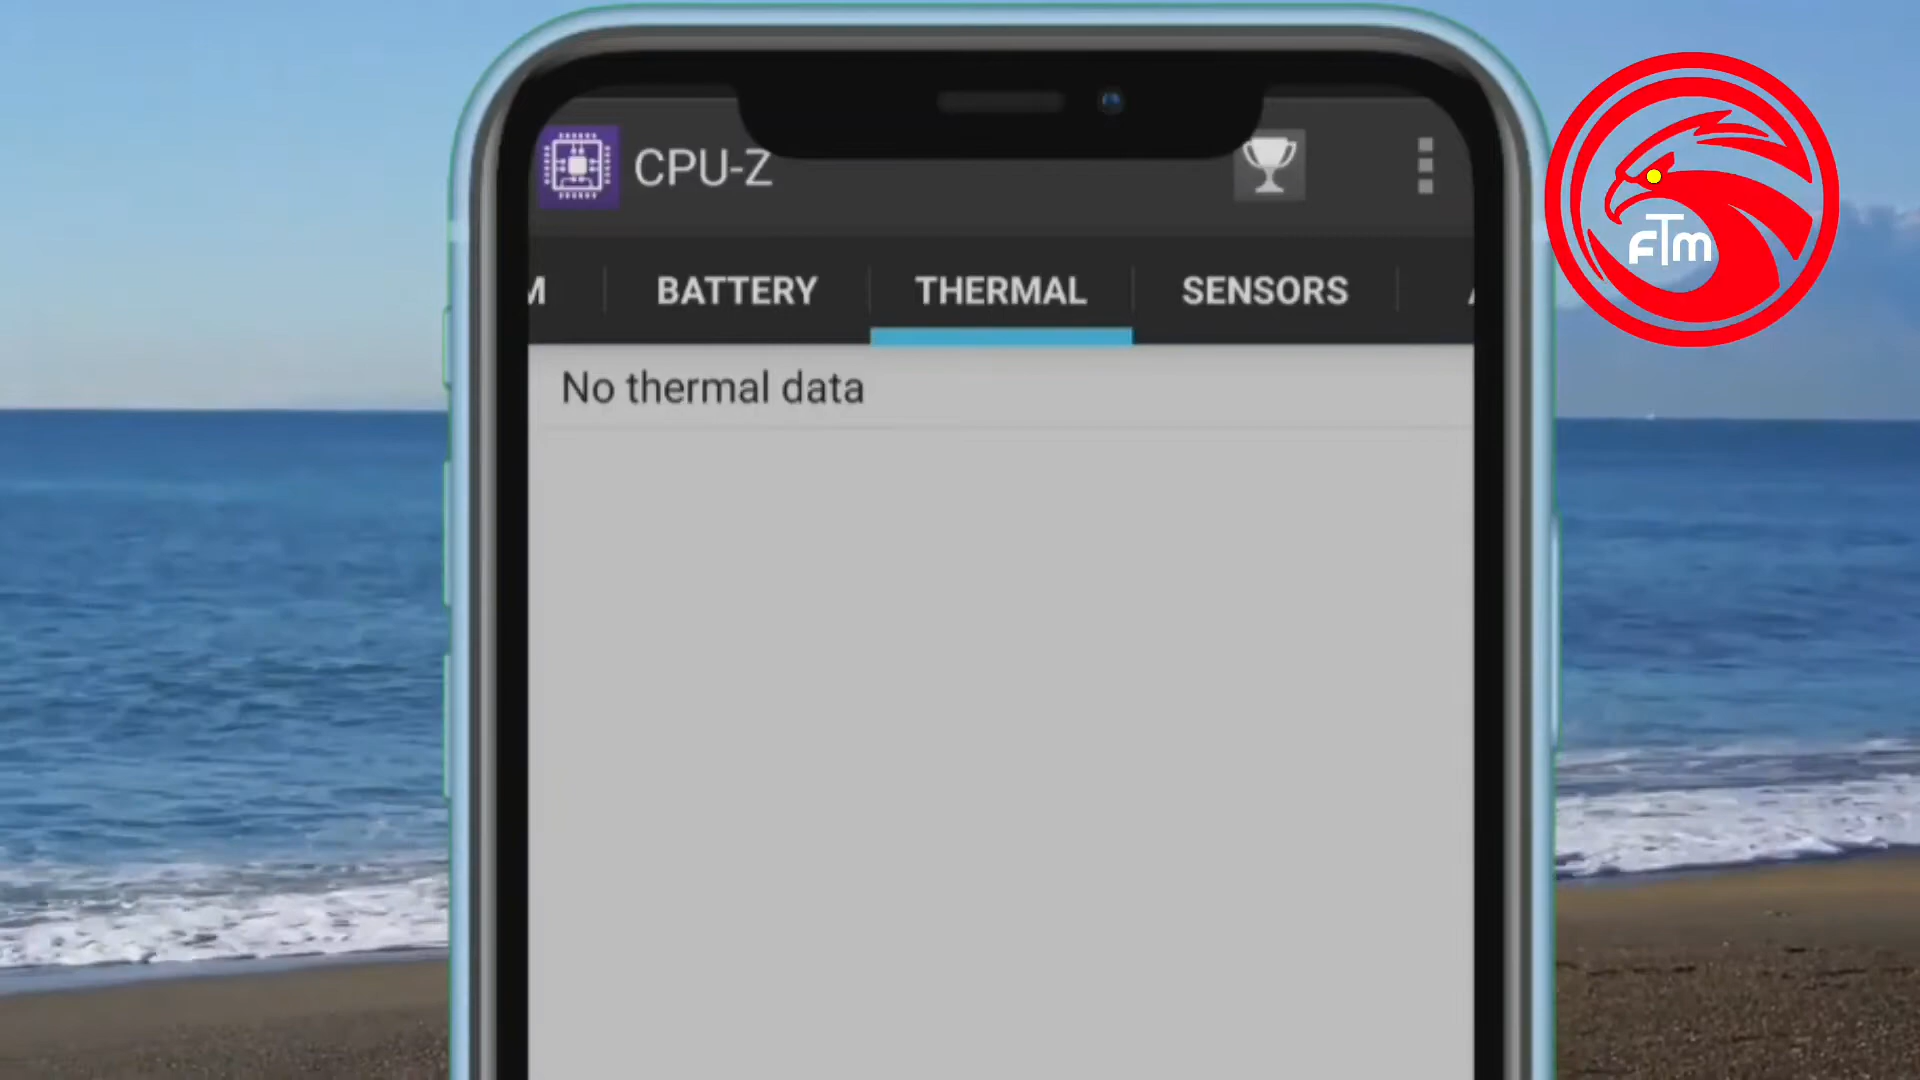 CPU-Z
M
BATTERY
THERMAL
SENSORS
No thermal data
FTM